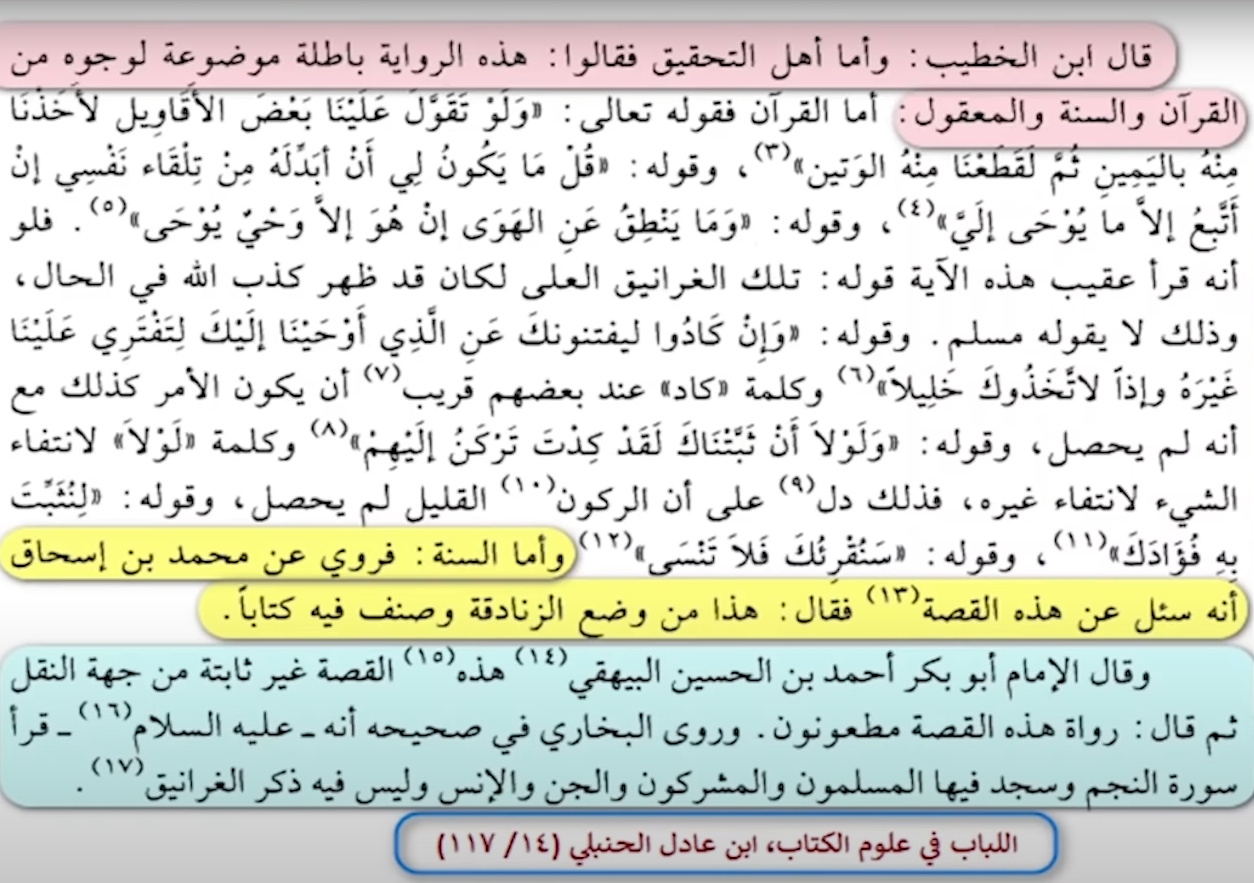 قال ابن الخطيب: وأما أهل التحقيق فقالوا: هذه الرواية باطلة موضوعة لوجوه من
القرآن والسنة والمعقول: أما القرآن فقوله تعالى: «وَلَوْ تَقَوَّلَ عَلَيْنَا بَعْضَ الأَقَاوِيل لأَخَذْنَا
مِنْهُ بالْيَمِينِ ثُمَّ لَقَطَعْنَا مِنْهُ الوَتين»(٣)، وقوله: «قُلْ مَا يَكُونُ لِي أَنْ أبَدِّلَهُ مِنْ تِلْقَاء نَفْسِي إنْ
أَتَّبِعُ إلاَّ ما يُوْحَى إلَيَّ»(٤)، وقوله: «وَمَا يَنْطِقُ عَنِ الهَوَى إنْ هُوَ إلاَّ وَحْيٌ يُوْحَى»(٥). فلو
أنه قرأ عقيب هذه الآية قوله: تلك الغرانيق العلى لكان قد ظهر كذب الله في الحال،
وذلك لا يقوله مسلم. وقوله: «وَإنْ كَادُوا ليفتنونكَ عَنِ الَّذِي أَوْحَيْنَا إلَيْكَ لِتَفْتَرِي عَلَيْنَا
غَيْرَهُ وإذاً لاتَّخَذُوكَ خَلِيلاً»(٦) وكلمة «كاد» عند بعضهم قريب(٧) أن يكون الأمر كذلك مع
أنه لم يحصل، وقوله: «وَلَوْلاَ أَنْ ثَبَّتْنَاكَ لَقَدْ كِدْتَ تَرْكَنُ إلَيْهِمْ»(٨) وكلمة «لَوْلاَ» لانتفاء
الشيء لانتفاء غيره، فذلك دل(٩) على أن الركون(١٠) القليل لم يحصل، وقوله: «لِنُثَبِّتَ
بِهِ فُؤَادَكَ»(١١)، وقوله: «سَنُقْرِئُكَ فَلاَ تَنْسَى»(١٢) وأما السنة: فروي عن محمد بن إسحاق
أنه سئل عن هذه القصة(١٣) فقال: هذا من وضع الزنادقة وصنف فيه كتاباً.
وقال الإمام أبو بكر أحمد بن الحسين البيهقي(١٤) هذه(١٥) القصة غير ثابتة من جهة النقل
ثم قال: رواة هذه القصة مطعونون. وروى البخاري في صحيحه أنه ـ عليه السلام(١٦) ـ قرأ
سورة النجم وسجد فيها المسلمون والمشركون والجن والإنس وليس فيه ذكر الغرانيق(١٧).
اللباب في علوم الكتاب، ابن عادل الحنبلي (١٤/ ١١٧)